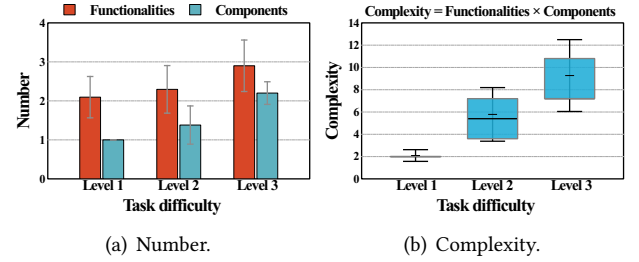 Functionalities Components
Number
4
3
2
1
0
Level 1 Level 2 Level 3
Task difficulty
(a) Number.
Complexity = Functionalities × Components
Complexity
14
12
10
8
6
4
2
0
Level 1 Level 2 Level 3
Task difficulty
(b) Complexity.